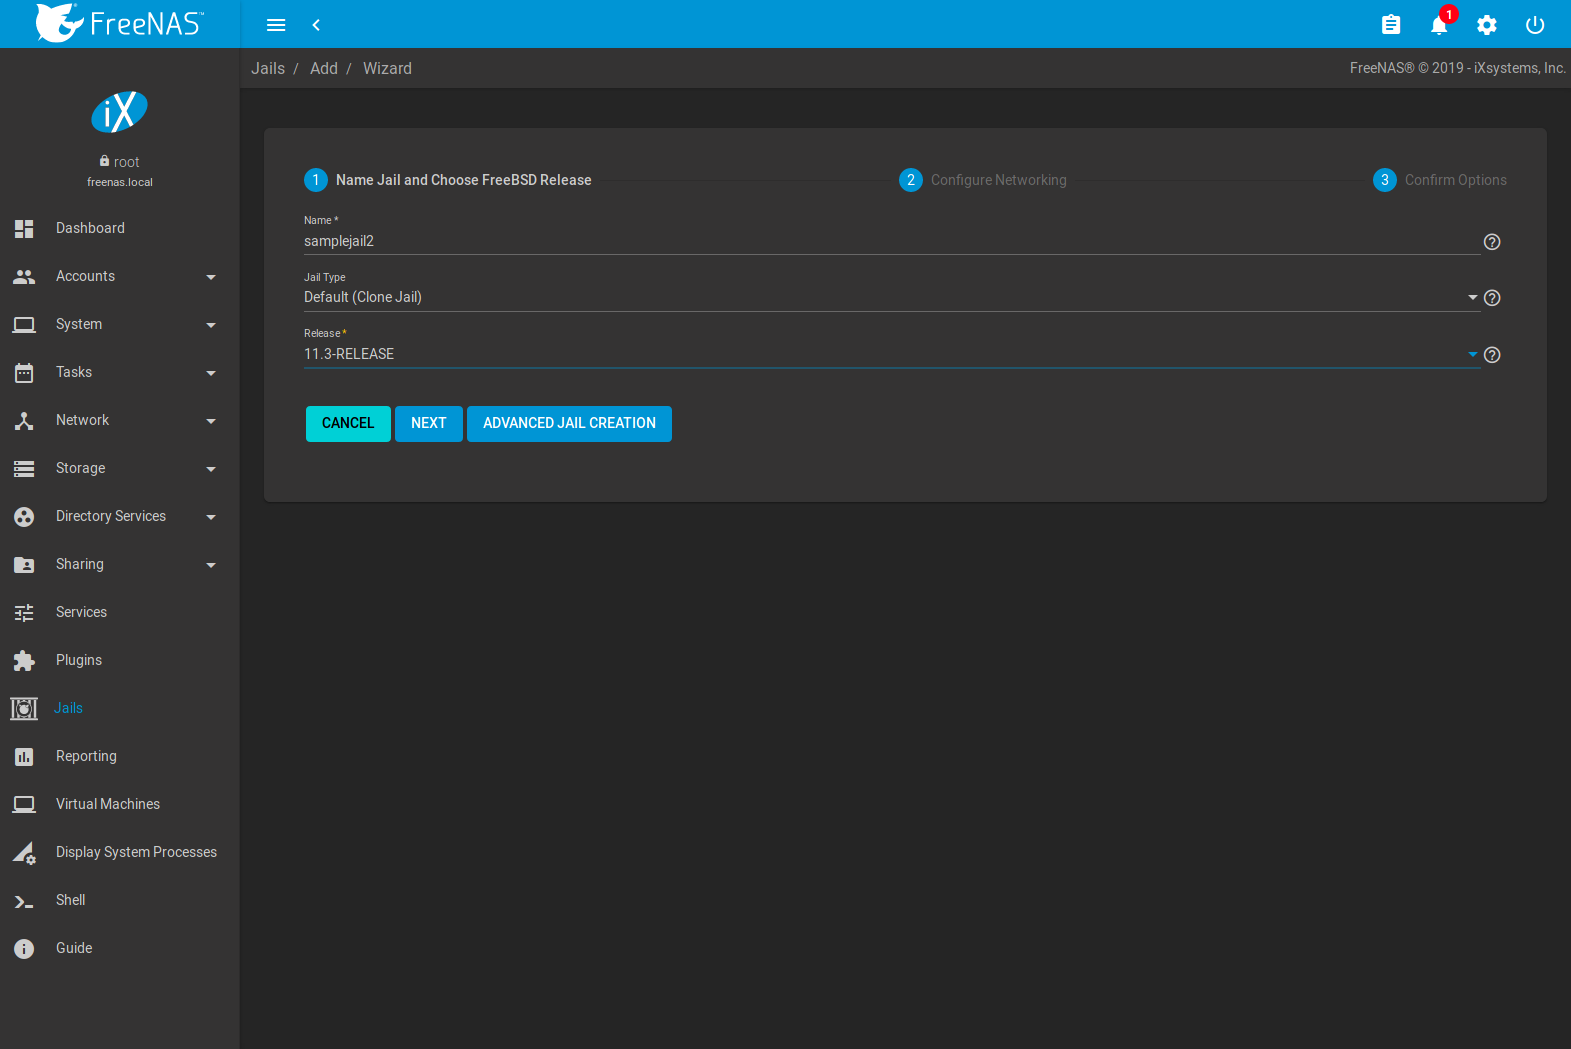 FreeNAS™
1
Jails / Add / Wizard
FreeNAS® © 2019 - iXsystems, Inc.
iX
root
freenas.local
Dashboard
Accounts
System
Tasks
Network
Storage
Directory Services
Sharing
Services
Plugins
Jails
Reporting
Virtual Machines
Display System Processes
Shell
Guide
1 Name Jail and Choose FreeBSD Release
2 Configure Networking
3 Confirm Options
Name *
samplejail2
Jail Type
Default (Clone Jail)
Release *
11.3-RELEASE
CANCEL NEXT ADVANCED JAIL CREATION